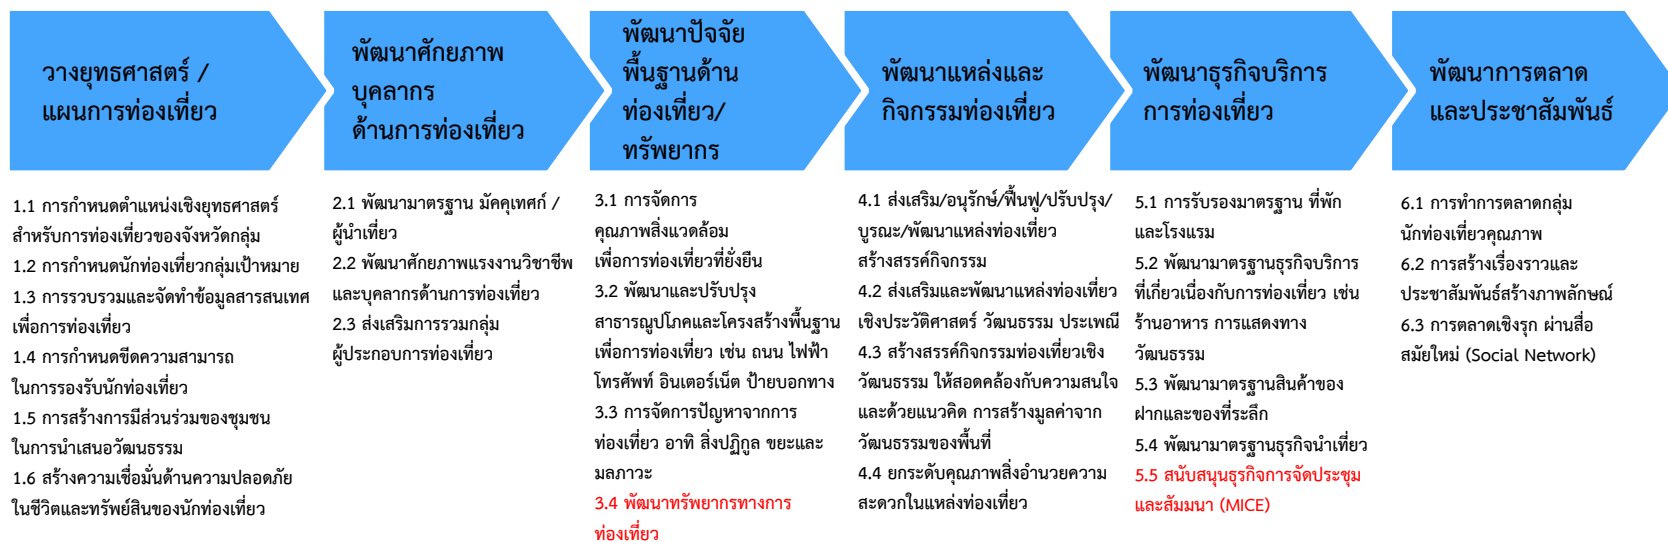 วางยุทธศาสตร์ /
แผนการท่องเที่ยว
พัฒนาศักยภาพ
บุคลากร
ด้านการท่องเที่ยว
พัฒนาปัจจัย
พื้นฐานด้าน
ท่องเที่ยว/
ทรัพยากร
พัฒนาแหล่งและ
กิจกรรมท่องเที่ยว
พัฒนาธุรกิจบริการ
การท่องเที่ยว
พัฒนาการตลาด
และประชาสัมพันธ์
1.1 การกำหนดตำแหน่งเชิงยุทธศาสตร์
สำหรับการท่องเที่ยวของจังหวัดกลุ่ม
1.2 การกำหนดนักท่องเที่ยวกลุ่มเป้าหมาย
1.3 การรวบรวมและจัดทำข้อมูลสารสนเทศ
เพื่อการท่องเที่ยว
1.4 การกำหนดขีดความสามารถ
ในการรองรับนักท่องเที่ยว
1.5 การสร้างการมีส่วนร่วมของชุมชน
ในการนำเสนอวัฒนธรรม
1.6 สร้างความเชื่อมั่นด้านความปลอดภัย
ในชีวิตและทรัพย์สินของนักท่องเที่ยว
2.1 พัฒนามาตรฐาน มัคคุเทศก์ /
ผู้นำเที่ยว
2.2 พัฒนาศักยภาพแรงงานวิชาชีพ
และบุคลากรด้านการท่องเที่ยว
2.3 ส่งเสริมการรวมกลุ่ม
ผู้ประกอบการท่องเที่ยว
3.1 การจัดการ
คุณภาพสิ่งแวดล้อม
เพื่อการท่องเที่ยวที่ยั่งยืน
3.2 พัฒนาและปรับปรุง
สาธารณูปโภคและโครงสร้างพื้นฐาน
เพื่อการท่องเที่ยว เช่น ถนน ไฟฟ้า
โทรศัพท์ อินเตอร์เน็ต ป้ายบอกทาง
3.3 การจัดการปัญหาจากการ
ท่องเที่ยว อาทิ สิ่งปฏิกูล ขยะและ
มลภาวะ
3.4 พัฒนาทรัพยากรทางการ
ท่องเที่ยว
4.1 ส่งเสริม/อนุรักษ์/ฟื้นฟู/ปรับปรุง/
บูรณะ/พัฒนาแหล่งท่องเที่ยว
สร้างสรรค์กิจกรรม
4.2 ส่งเสริมและพัฒนาแหล่งท่องเที่ยว
เชิงประวัติศาสตร์ วัฒนธรรม ประเพณี
4.3 สร้างสรรค์กิจกรรมท่องเที่ยวเชิง
วัฒนธรรม ให้สอดคล้องกับความสนใจ
และด้วยแนวคิด การสร้างมูลค่าจาก
วัฒนธรรมของพื้นที่
4.4 ยกระดับคุณภาพสิ่งอำนวยความ
สะดวกในแหล่งท่องเที่ยว
5.1 การรับรองมาตรฐาน ที่พัก
และโรงแรม
5.2 พัฒนามาตรฐานธุรกิจบริการ
ที่เกี่ยวเนื่องกับการท่องเที่ยว เช่น
ร้านอาหาร การแสดงทาง
วัฒนธรรม
5.3 พัฒนามาตรฐานสินค้าของ
ฝากและของที่ระลึก
5.4 พัฒนามาตรฐานธุรกิจนำเที่ยว
5.5 สนับสนุนธุรกิจการจัดประชุม
และสัมมนา (MICE)
6.1 การทำการตลาดกลุ่ม
นักท่องเที่ยวคุณภาพ
6.2 การสร้างเรื่องราวและ
ประชาสัมพันธ์สร้างภาพลักษณ์
6.3 การตลาดเชิงรุก ผ่านสื่อ
สมัยใหม่ (Social Network)